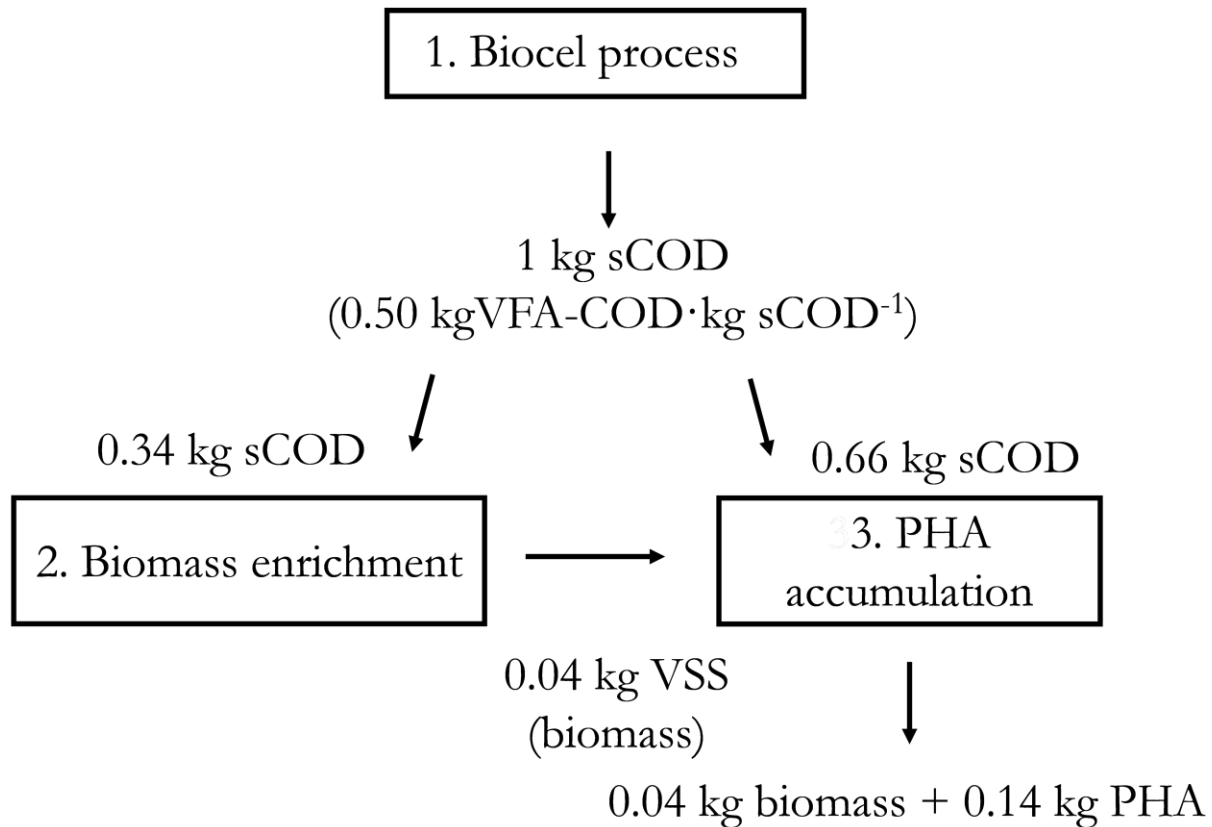 1. Biocel process
1 kg sCOD
(0.50 kgVFA-COD·kg sCOD⁻¹)
0.34 kg sCOD
0.66 kg sCOD
2. Biomass enrichment
3. PHA
accumulation
0.04 kg VSS
(biomass)
0.04 kg biomass + 0.14 kg PHA